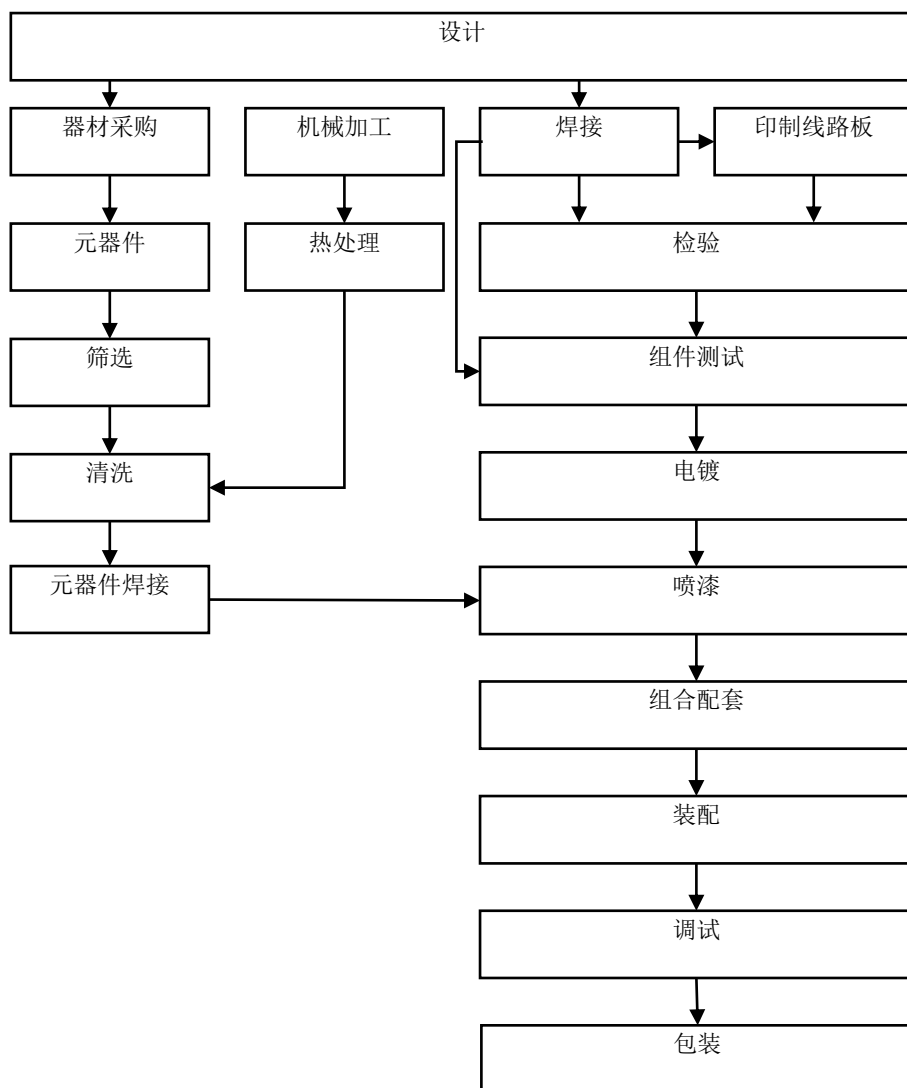 设计
器材采购
机械加工
焊接
印制线路板
元器件
热处理
检验
筛选
组件测试
清洗
电镀
元器件焊接
喷漆
组合配套
装配
调试
包装